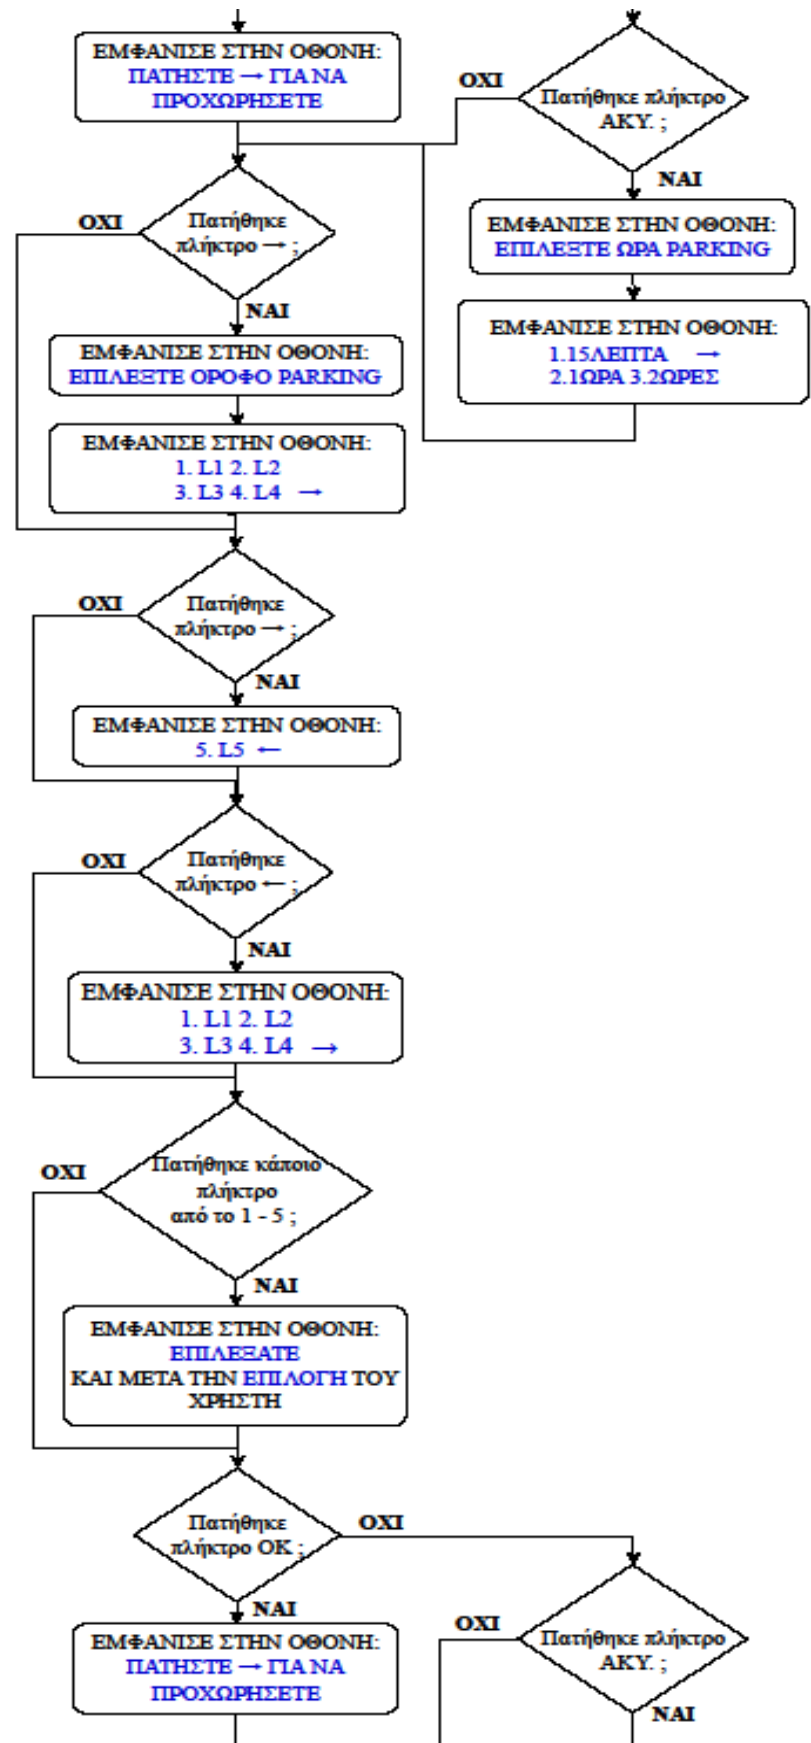 ΕΜΦΑΝΙΣΕ ΣΤΗΝ ΟΘΟΝΗ:
ΠΑΤΗΣΤΕ → ΓΙΑ ΝΑ
ΠΡΟΧΩΡΗΣΕΤΕ
ΟΧΙ
Πατήθηκε πλήκτρο
ΑΚΥ. ;
ΝΑΙ
ΕΜΦΑΝΙΣΕ ΣΤΗΝ ΟΘΟΝΗ:
ΕΠΙΛΕΞΤΕ ΩΡΑ PARKING
ΕΜΦΑΝΙΣΕ ΣΤΗΝ ΟΘΟΝΗ:
1.15ΛΕΠΤΑ →
2.1ΩΡΑ 3.2ΩΡΕΣ
ΟΧΙ
Πατήθηκε
πλήκτρο → ;
ΝΑΙ
ΕΜΦΑΝΙΣΕ ΣΤΗΝ ΟΘΟΝΗ:
ΕΠΙΛΕΞΤΕ ΟΡΟΦΟ PARKING
ΕΜΦΑΝΙΣΕ ΣΤΗΝ ΟΘΟΝΗ:
1. L1 2. L2
3. L3 4. L4 →
ΟΧΙ
Πατήθηκε
πλήκτρο → ;
ΝΑΙ
ΕΜΦΑΝΙΣΕ ΣΤΗΝ ΟΘΟΝΗ:
5. L5 ←
ΟΧΙ
Πατήθηκε
πλήκτρο ← ;
ΝΑΙ
ΕΜΦΑΝΙΣΕ ΣΤΗΝ ΟΘΟΝΗ:
1. L1 2. L2
3. L3 4. L4 →
ΟΧΙ
Πατήθηκε κάποιο
πλήκτρο
από το 1 - 5 ;
ΝΑΙ
ΕΜΦΑΝΙΣΕ ΣΤΗΝ ΟΘΟΝΗ:
ΕΠΙΛΕΞΑΤΕ
ΚΑΙ ΜΕΤΑ ΤΗΝ ΕΠΙΛΟΓΗ ΤΟΥ
ΧΡΗΣΤΗ
Πατήθηκε
πλήκτρο ΟΚ ;
ΟΧΙ
ΝΑΙ
ΕΜΦΑΝΙΣΕ ΣΤΗΝ ΟΘΟΝΗ:
ΠΑΤΗΣΤΕ → ΓΙΑ ΝΑ
ΠΡΟΧΩΡΗΣΕΤΕ
ΟΧΙ
Πατήθηκε πλήκτρο
ΑΚΥ. ;
ΝΑΙ